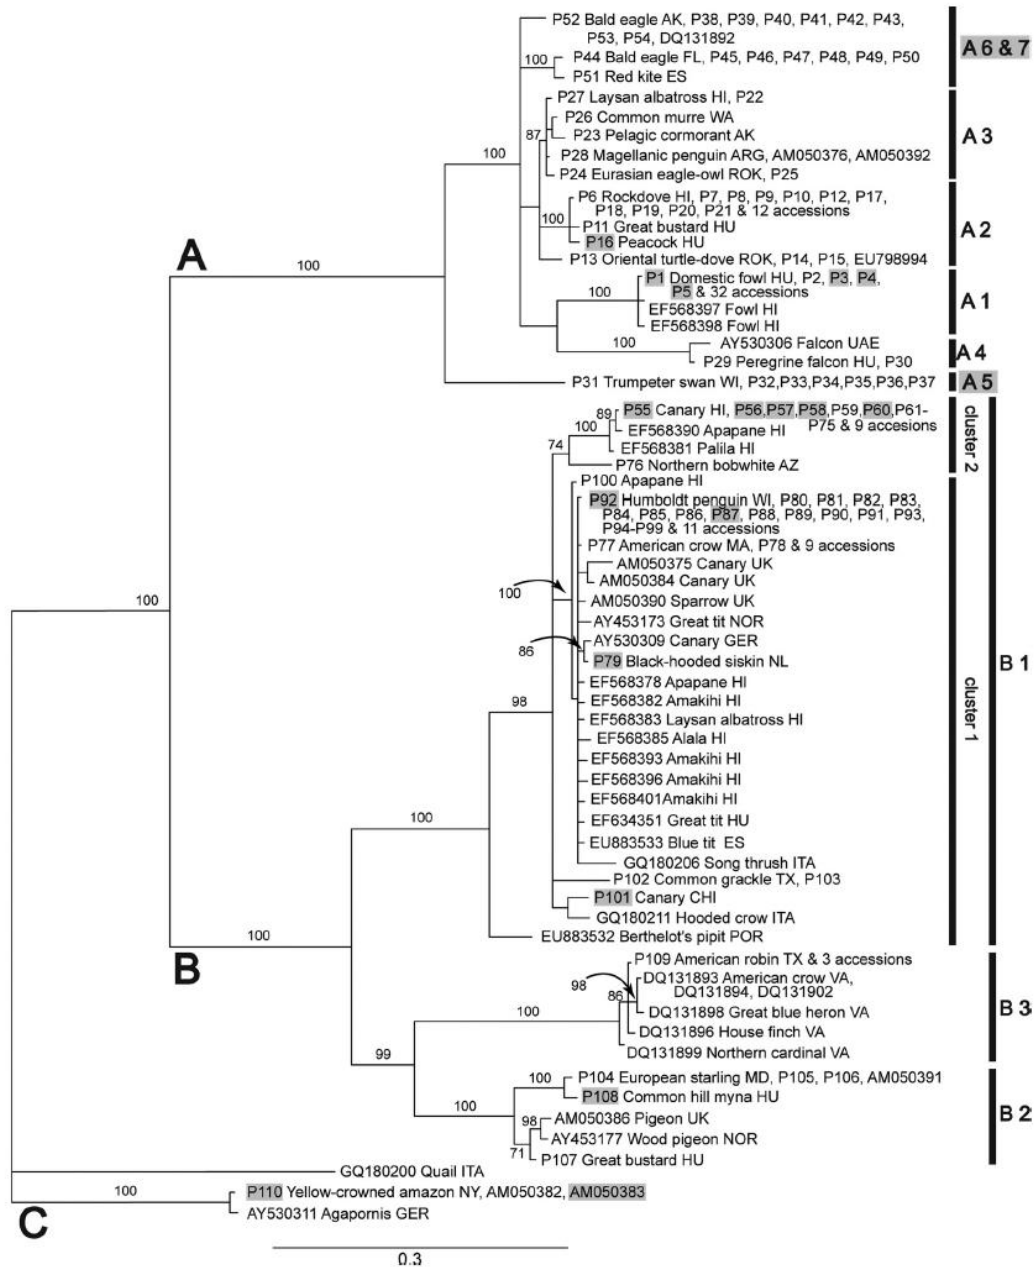 P52 Bald eagle AK, P38, P39, P40, P41, P42, P43,
P53, P54, DQ131892
A 6 & 7
100
P44 Bald eagle FL, P45, P46, P47, P48, P49, P50
P51 Red kite ES
P27 Laysan albatross HI, P22
P26 Common murre WA
87
P23 Pelagic cormorant AK
A 3
100
P28 Magellanic penguin ARG, AM050376, AM050392
P24 Eurasian eagle-owl ROK, P25
P6 Rockdove HI, P7, P8, P9, P10, P12, P17,
P18, P19, P20, P21 & 12 accessions
100
P11 Great bustard HU
A 2
P16 Peacock HU
A
P13 Oriental turtle-dove ROK, P14, P15, EU798994
100
P1 Domestic fowl HU, P2, P3, P4,
P5 & 32 accessions
100
A 1
EF568397 Fowl HI
EF568398 Fowl HI
100
AY530306 Falcon UAE
A 4
P29 Peregrine falcon HU, P30
P31 Trumpeter swan WI, P32,P33,P34,P35,P36,P37
A 5
89
P55 Canary HI, P56,P57,P58,P59,P60,P61-
P75 & 9 accesions
100
EF568390 Apapane HI
cluster 2
74
EF568381 Palila HI
P76 Northern bobwhite AZ
P100 Apapane HI
P92 Humboldt penguin WI, P80, P81, P82, P83,
P84, P85, P86, P87, P88, P89, P90, P91, P93,
P94-P99 & 11 accessions
P77 American crow MA, P78 & 9 accessions
AM050375 Canary UK
AM050384 Canary UK
100
AM050390 Sparrow UK
100
AY453173 Great tit NOR
AY530309 Canary GER
86
P79 Black-hooded siskin NL
B 1
EF568378 Apapane HI
EF568382 Amakihi HI
98
cluster 1
EF568383 Laysan albatross HI
EF568385 Alala HI
EF568393 Amakihi HI
EF568396 Amakihi HI
EF568401Amakihi HI
100
EF634351 Great tit HU
EU883533 Blue tit ES
GQ180206 Song thrush ITA
P102 Common grackle TX, P103
P101 Canary CHI
GQ180211 Hooded crow ITA
100
EU883532 Berthelot's pipit POR
B
P109 American robin TX & 3 accessions
98
DQ131893 American crow VA,
DQ131894, DQ131902
86
B 3
100
DQ131898 Great blue heron VA
DQ131896 House finch VA
99
DQ131899 Northern cardinal VA
100
P104 European starling MD, P105, P106, AM050391
P108 Common hill myna HU
100
B 2
98
AM050386 Pigeon UK
AY453177 Wood pigeon NOR
71
P107 Great bustard HU
GQ180200 Quail ITA
100
P110 Yellow-crowned amazon NY, AM050382, AM050383
C
AY530311 Agapornis GER
0.3